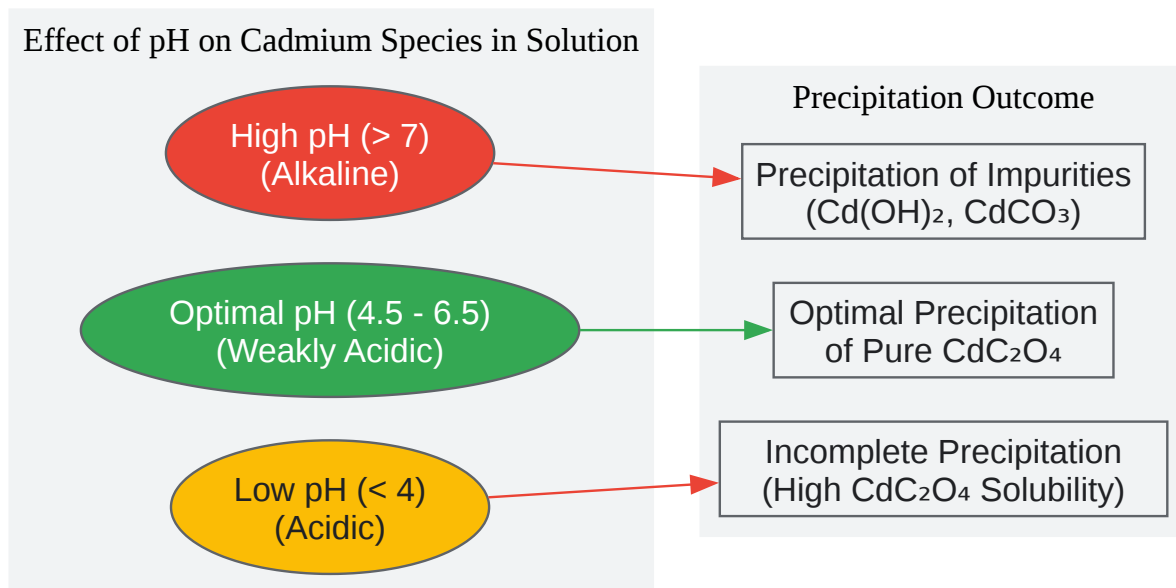 Effect of pH on Cadmium Species in Solution
High pH (> 7)
(Alkaline)
Optimal pH (4.5 - 6.5)
(Weakly Acidic)
Low pH (< 4)
(Acidic)
Precipitation Outcome
Precipitation of Impurities
(Cd(OH)₂, CdCO₃)
Optimal Precipitation
of Pure CdC₂O₄
Incomplete Precipitation
(High CdC₂O₄ Solubility)